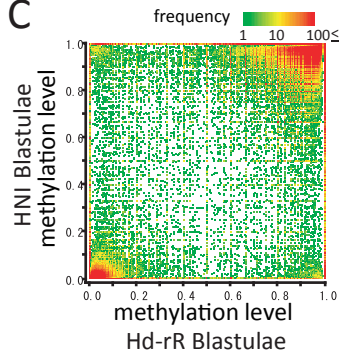 C
frequency
1 10 100≤
HNI Blastulae
methylation level
1.0
0.8
0.6
0.4
0.2
0.0
0.0 0.2 0.4 0.6 0.8 1.0
methylation level
Hd-rR Blastulae